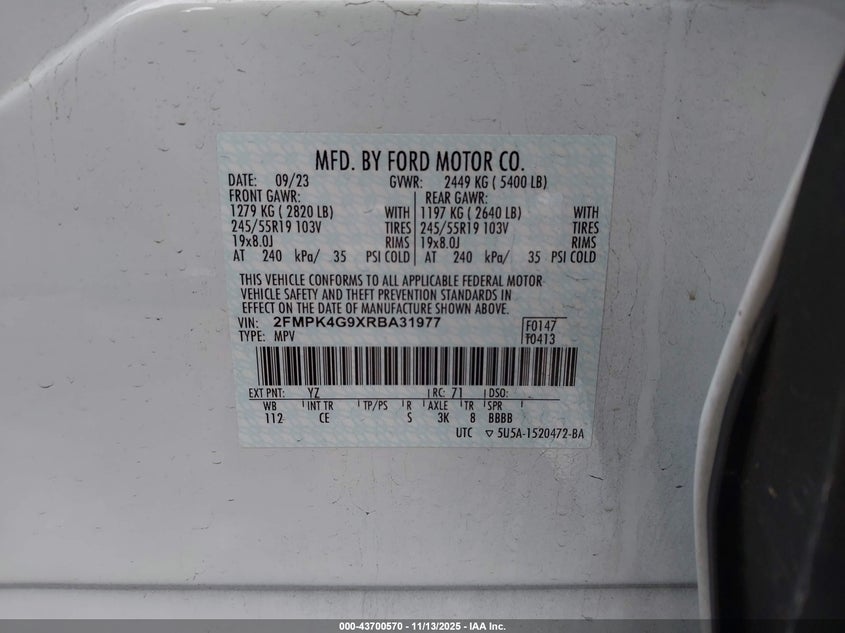 MFD. BY FORD MOTOR CO.
DATE: 09/23 GVWR: 2449 KG ( 5400 LB)
FRONT GAWR: REAR GAWR:
1279 KG ( 2820 LB) WITH 1197 KG ( 2640 LB) WITH
245/55R19 103V TIRES 245/55R19 103V TIRES
19x8.0J RIMS 19x8.0J RIMS
AT 240 kPa/ 35 PSI COLD AT 240 kPa/ 35 PSI COLD
THIS VEHICLE CONFORMS TO ALL APPLICABLE FEDERAL MOTOR
VEHICLE SAFETY AND THEFT PREVENTION STANDARDS IN
EFFECT ON THE DATE OF MANUFACTURE SHOWN ABOVE.
VIN: 2FMPK4G9XRBA31977 F0147
TYPE: MPV T0413
EXT PNT: YZ RC: 71 DSO:
WB INT TR TP/PS R AXLE TR SPR
112 CE S 3K 8 BBBB
UTC ▽ 5U5A-1520472-BA
000-43700570 - 11/13/2025 - IAA Inc.